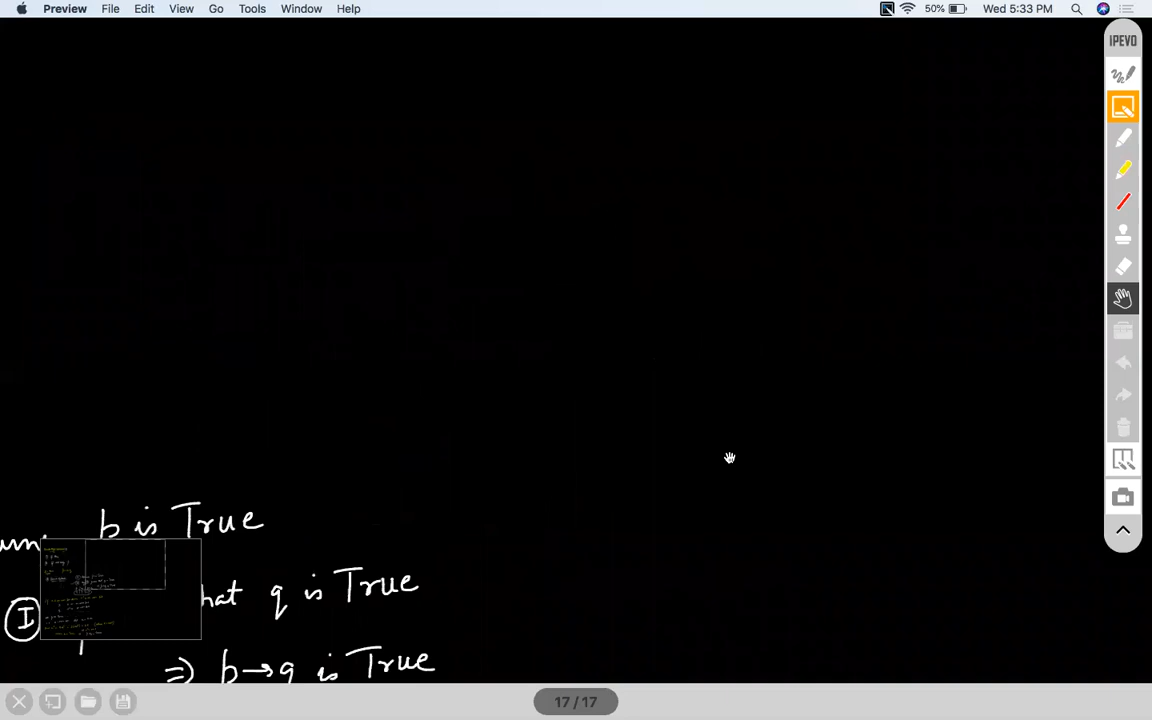 Preview File Edit View Go Tools Window Help 50% Wed 5:33 PM
IPEVO
b is True
I hat q is True
⇒ b→q is True
17 / 17